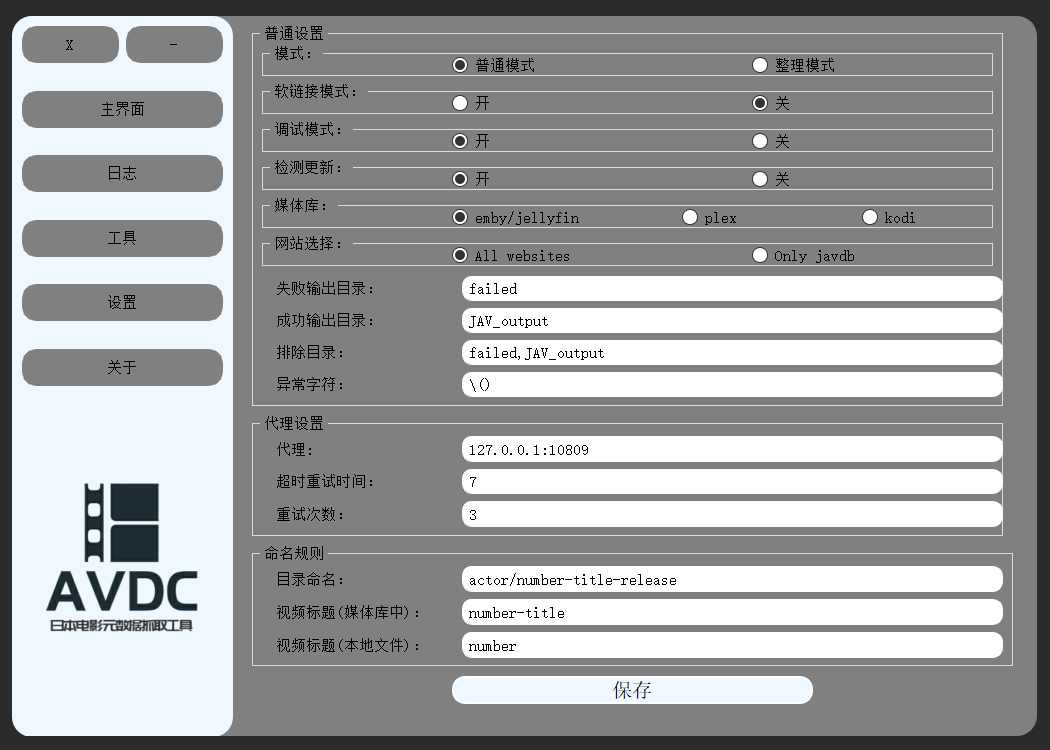 X  -
主界面
日志
工具
设置
关于
AVDC
日本电影元数据抓取工具
普通设置
模式：
普通模式  整理模式
软链接模式：
开  关
调试模式：
开  关
检测更新：
开  关
媒体库：
emby/jellyfin  plex  kodi
网站选择：
All websites  Only javdb
失败输出目录：  failed
成功输出目录：  JAV_output
排除目录：  failed,JAV_output
异常字符：  \()
代理设置
代理：  127.0.0.1:10809
超时重试时间：  7
重试次数：  3
命名规则
目录命名：  actor/number-title-release
视频标题(媒体库中)：  number-title
视频标题(本地文件)：  number
保存